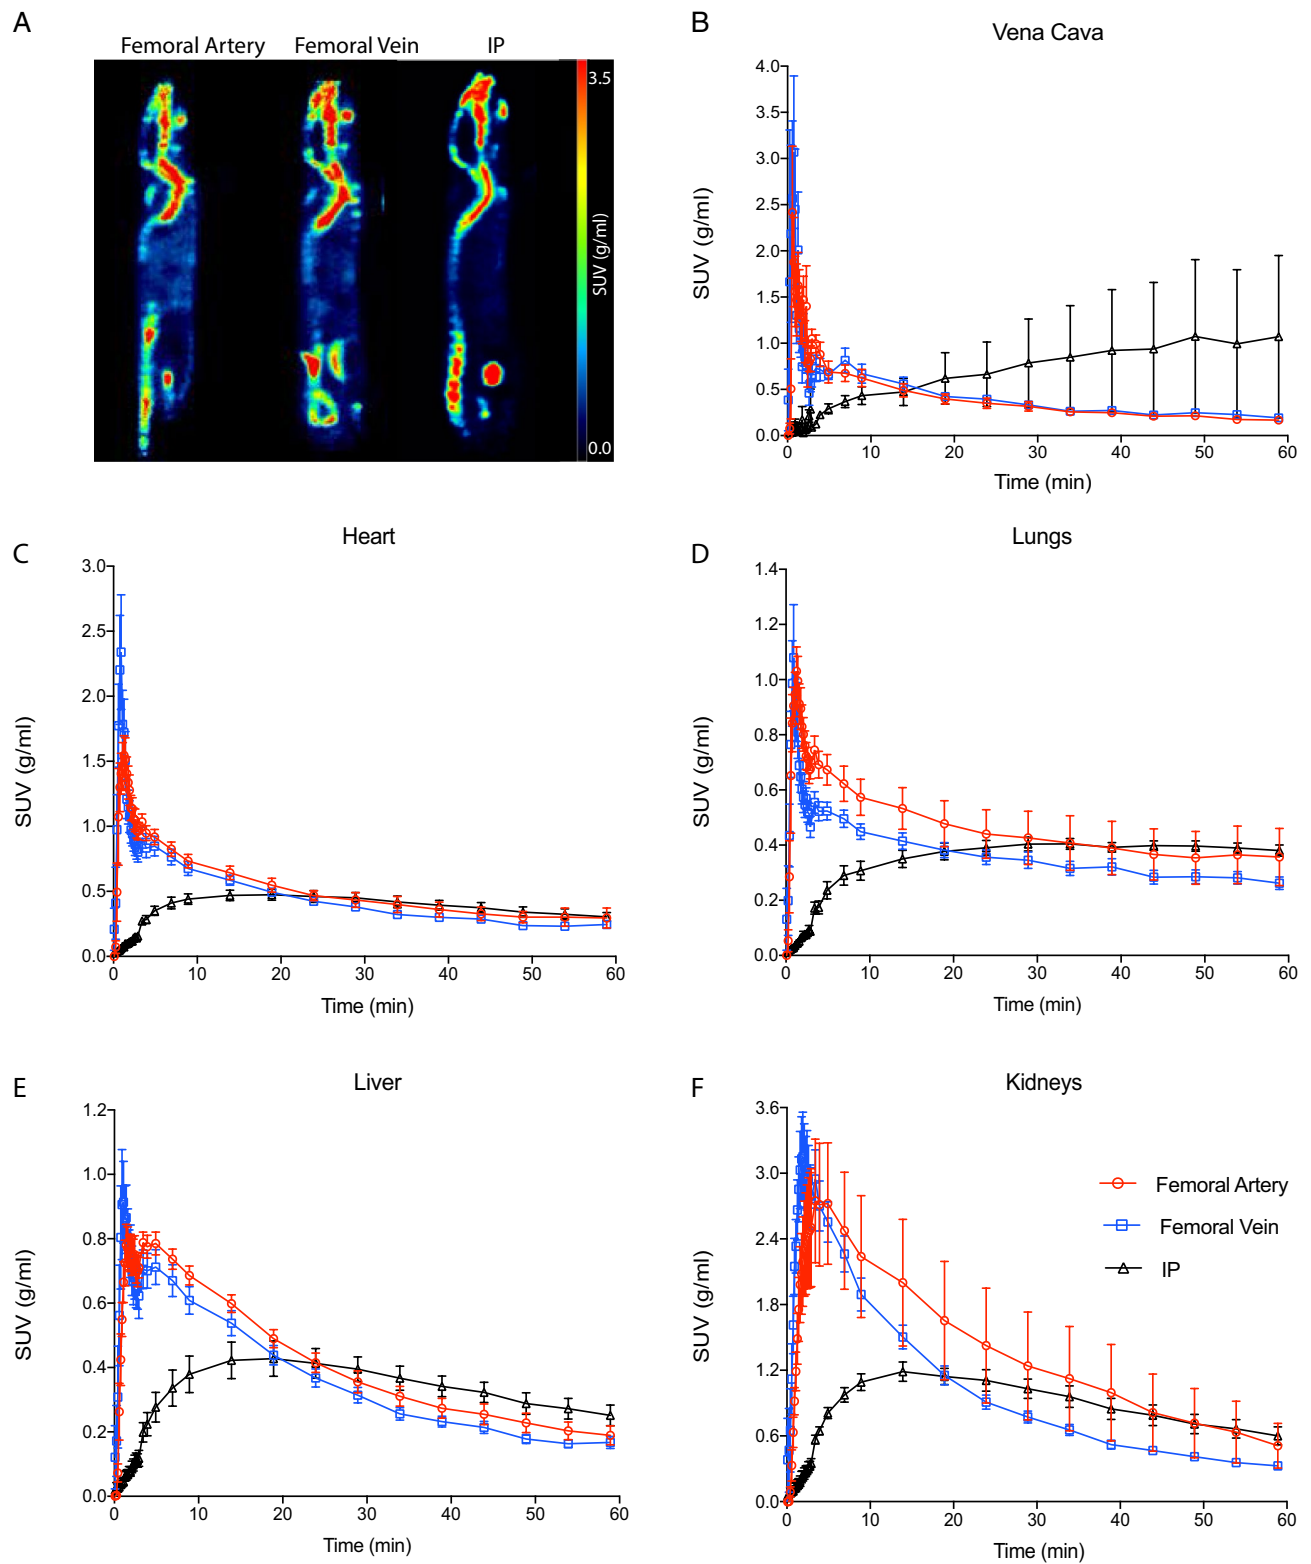 A
Femoral Artery Femoral Vein IP
3.5
SUV (g/ml)
0.0
B
Vena Cava
4.0
3.5
3.0
2.5
2.0
1.5
1.0
0.5
0.0
SUV (g/ml)
0 10 20 30 40 50 60
Time (min)
C
Heart
3.0
2.5
2.0
1.5
1.0
0.5
0.0
SUV (g/ml)
0 10 20 30 40 50 60
Time (min)
D
Lungs
1.4
1.2
1.0
0.8
0.6
0.4
0.2
0.0
SUV (g/ml)
0 10 20 30 40 50 60
Time (min)
E
Liver
1.2
1.0
0.8
0.6
0.4
0.2
0.0
SUV (g/ml)
0 10 20 30 40 50 60
Time (min)
F
Kidneys
3.6
3.0
2.4
1.8
1.2
0.6
0.0
SUV (g/ml)
0 10 20 30 40 50 60
Time (min)
Femoral Artery
Femoral Vein
IP